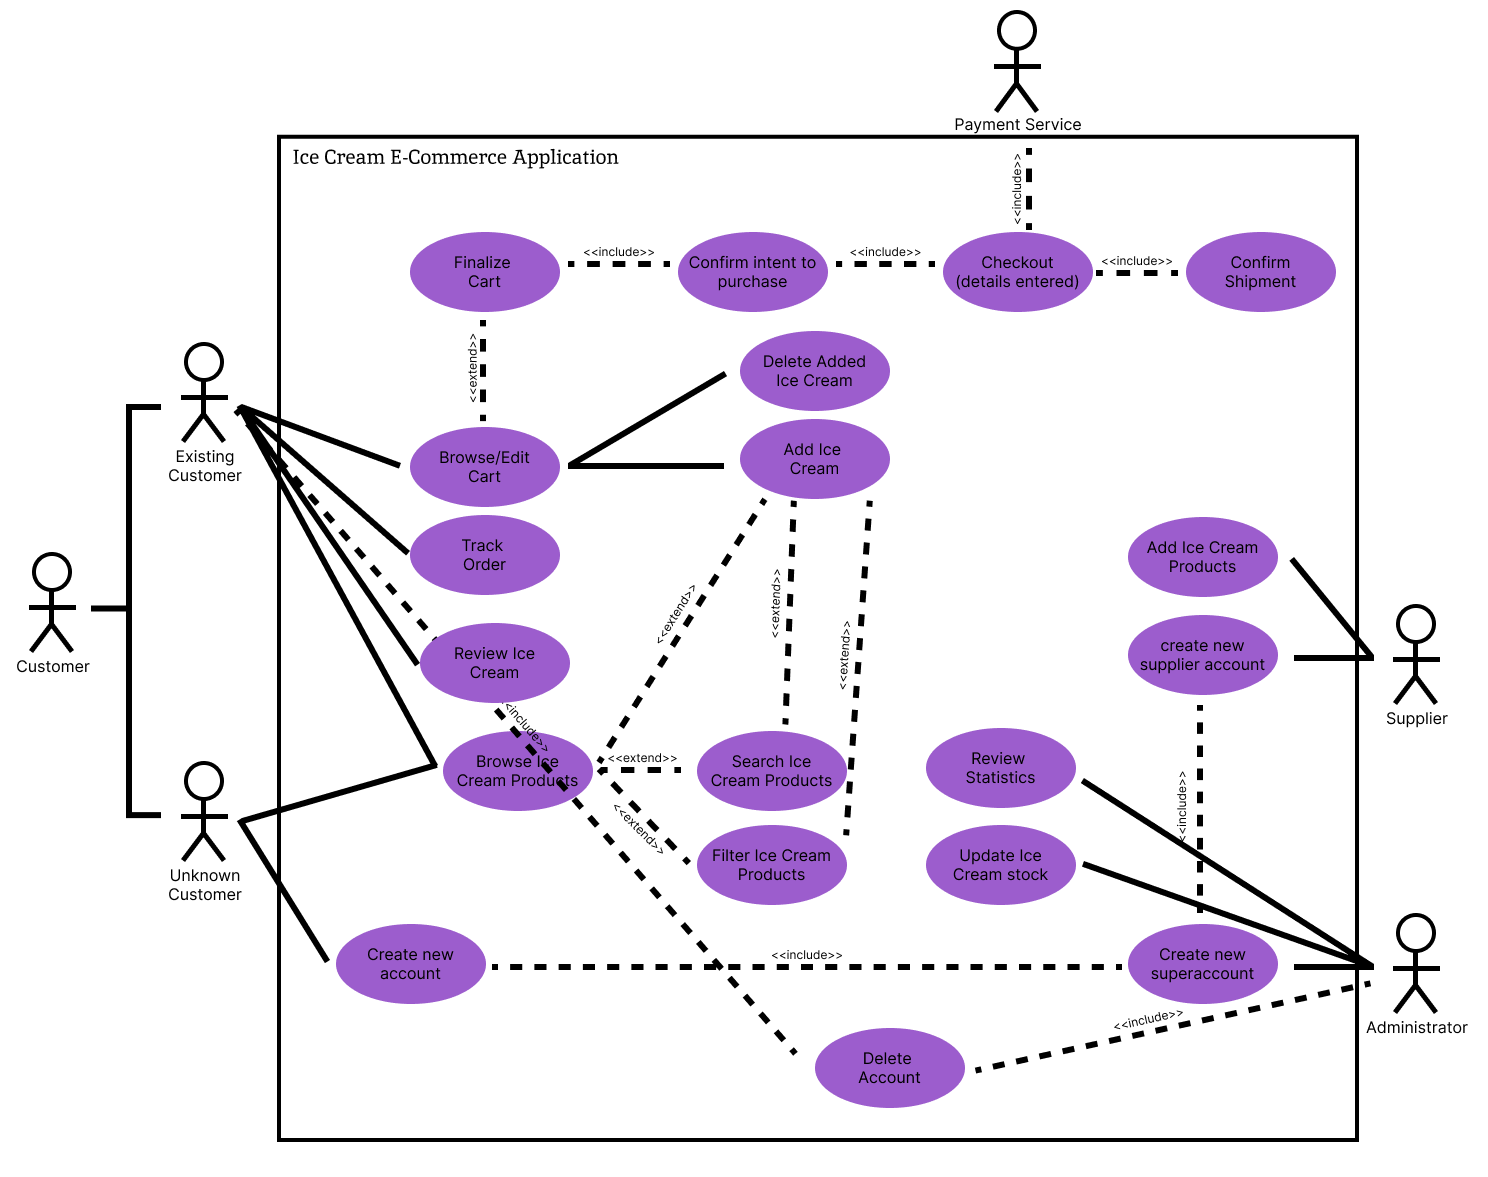 Payment Service
Ice Cream E-Commerce Application
<<include>>
Finalize
Cart
<<include>>
Confirm intent to
purchase
<<include>>
Checkout
(details entered)
<<include>>
Confirm
Shipment
<<extend>>
Delete Added
Ice Cream
Existing
Customer
Browse/Edit
Cart
Add Ice
Cream
Track
Order
Add Ice Cream
Products
<<extend>>
<<extend>>
<<extend>>
Customer
Review Ice
Cream
create new
supplier account
Supplier
<<include>>
Browse Ice
Cream Products
<<extend>>
Search Ice
Cream Products
Review
Statistics
<<include>>
<<extend>>
Filter Ice Cream
Products
Update Ice
Cream stock
Unknown
Customer
Create new
account
<<include>>
Create new
superaccount
Administrator
<<include>>
Delete
Account